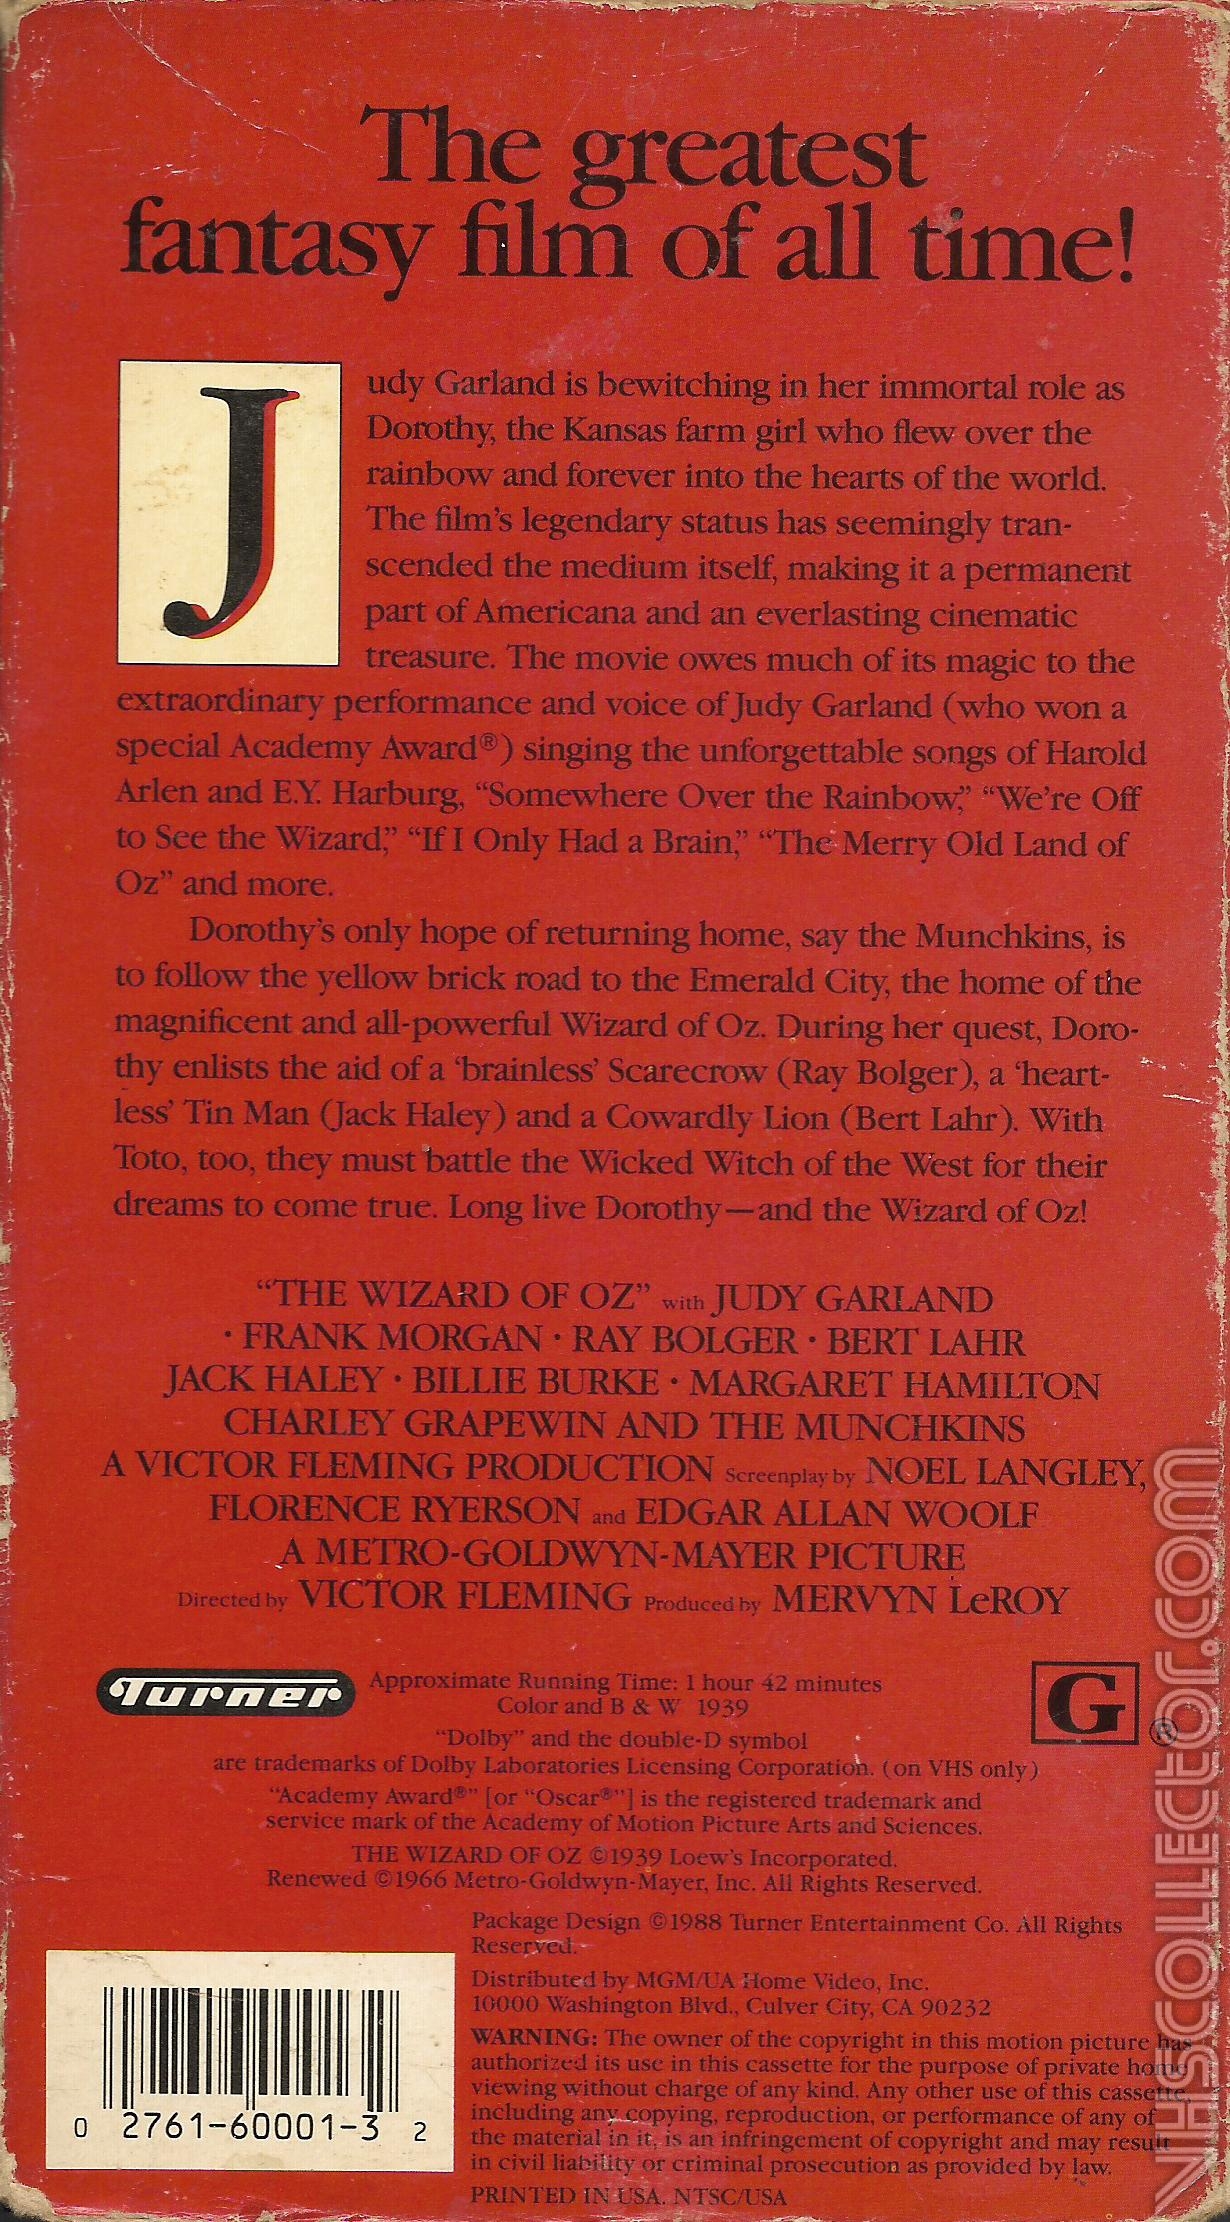 The greatest
fantasy film of all time!
Judy Garland is bewitching in her immortal role as
Dorothy, the Kansas farm girl who flew over the
rainbow and forever into the hearts of the world.
The film's legendary status has seemingly tran-
scended the medium itself, making it a permanent
part of Americana and an everlasting cinematic
treasure. The movie owes much of its magic to the
extraordinary performance and voice of Judy Garland (who won a
special Academy Award®) singing the unforgettable songs of Harold
Arlen and E.Y. Harburg, “Somewhere Over the Rainbow,” “We're Off
to See the Wizard,” “If I Only Had a Brain,” “The Merry Old Land of
Oz” and more.
Dorothy's only hope of returning home, say the Munchkins, is
to follow the yellow brick road to the Emerald City, the home of the
magnificent and all-powerful Wizard of Oz. During her quest, Doro-
thy enlists the aid of a ‘brainless’ Scarecrow (Ray Bolger), a ‘heart-
less’ Tin Man (Jack Haley) and a Cowardly Lion (Bert Lahr). With
Toto, too, they must battle the Wicked Witch of the West for their
dreams to come true. Long live Dorothy—and the Wizard of Oz!
“THE WIZARD OF OZ” with JUDY GARLAND
· FRANK MORGAN · RAY BOLGER · BERT LAHR
JACK HALEY · BILLIE BURKE · MARGARET HAMILTON
CHARLEY GRAPEWIN AND THE MUNCHKINS
A VICTOR FLEMING PRODUCTION Screenplay by NOEL LANGLEY,
FLORENCE RYERSON and EDGAR ALLAN WOOLF
A METRO-GOLDWYN-MAYER PICTURE
Directed by VICTOR FLEMING Produced by MERVYN LeROY
Turner
Approximate Running Time: 1 hour 42 minutes
Color and B & W 1939
G ®
“Dolby” and the double-D symbol
are trademarks of Dolby Laboratories Licensing Corporation. (on VHS only)
“Academy Award®” [or “Oscar®”] is the registered trademark and
service mark of the Academy of Motion Picture Arts and Sciences.
THE WIZARD OF OZ ©1939 Loew's Incorporated.
Renewed ©1966 Metro-Goldwyn-Mayer, Inc. All Rights Reserved.
Package Design ©1988 Turner Entertainment Co. All Rights
Reserved.
Distributed by MGM/UA Home Video, Inc.
10000 Washington Blvd., Culver City, CA 90232
WARNING: The owner of the copyright in this motion picture has
authorized its use in this cassette for the purpose of private home
viewing without charge of any kind. Any other use of this cassette,
including any copying, reproduction, or performance of any of
the material in it, is an infringement of copyright and may result
in civil liability or criminal prosecution as provided by law.
PRINTED IN USA. NTSC/USA
0 2761-60001-3 2
VHSCOLLECTOR.COM